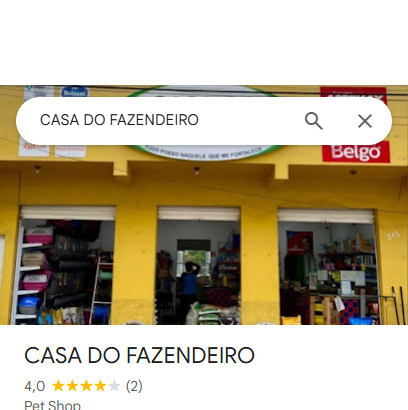 CASA DO FAZENDEIRO
TUDO POSSO NAQUELE QUE ME FORTALECE
Belgo
319
CASA DO FAZENDEIRO
4,0 (2)
Pet Shop